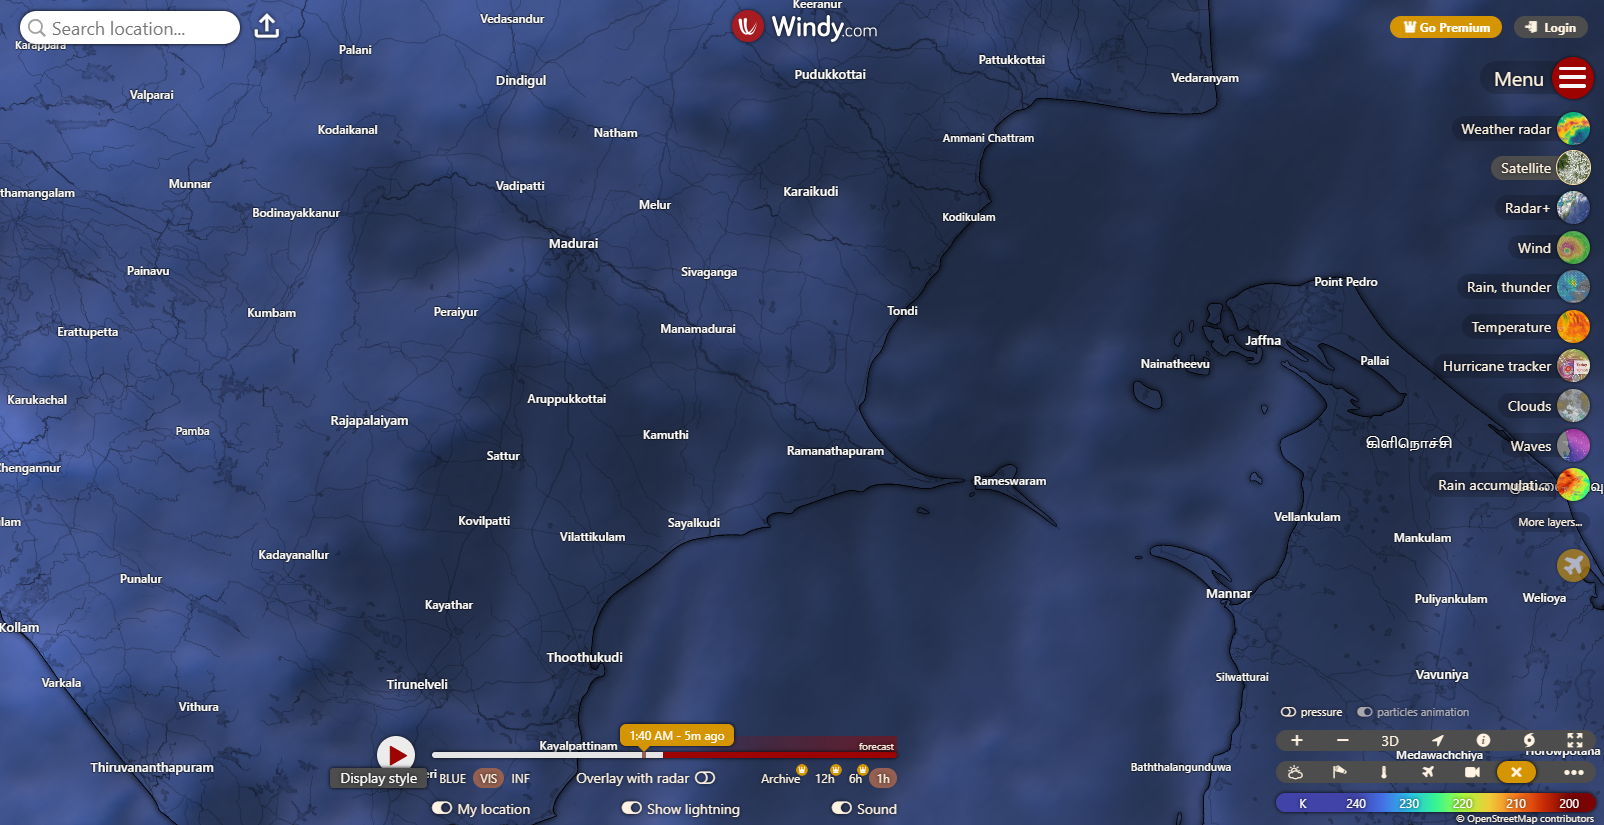 Keeranur
Search location...
Windy.com
Go Premium
Login
Vedasandur
Karappara
Palani
Pattukkottai
Pudukkottai
Vedaranyam
Menu
Dindigul
Valparai
Weather radar
Kodaikanal
Natham
Ammani Chattram
Satellite
Munnar
Vadipatti
Karaikudi
thamangalam
Melur
Radar+
Bodinayakkanur
Kodikulam
Madurai
Wind
Painavu
Sivaganga
Point Pedro
Rain, thunder
Kumbam
Peraiyur
Tondi
Erattupetta
Manamadurai
Temperature
Jaffna
Nainatheevu
Pallai
Hurricane tracker
Karukachal
Aruppukkottai
Clouds
Rajapalaiyam
Pamba
Kamuthi
கிளிநொச்சி
Waves
Sattur
Ramanathapuram
Chengannur
Rameswaram
Rain accumulati...
Kovilpatti
Sayalkudi
Vellankulam
More layers...
lam
Vilattikulam
Mankulam
Kadayanallur
Punalur
Kayathar
Mannar
Puliyankulam
Welioya
Kollam
Thoothukudi
Varkala
Tirunelveli
Silwatturai
Vavuniya
Vithura
pressure
particles animation
1:40 AM - 5m ago
Kayalpattinam
forecast
3D
Medawachchiya
Horowpotana
Thiruvananthapuram
Baththalangunduwa
Display style
eri
BLUE
VIS
INF
Overlay with radar
Archive
12h
6h
1h
My location
Show lightning
Sound
K
240
230
220
210
200
© OpenStreetMap contributors